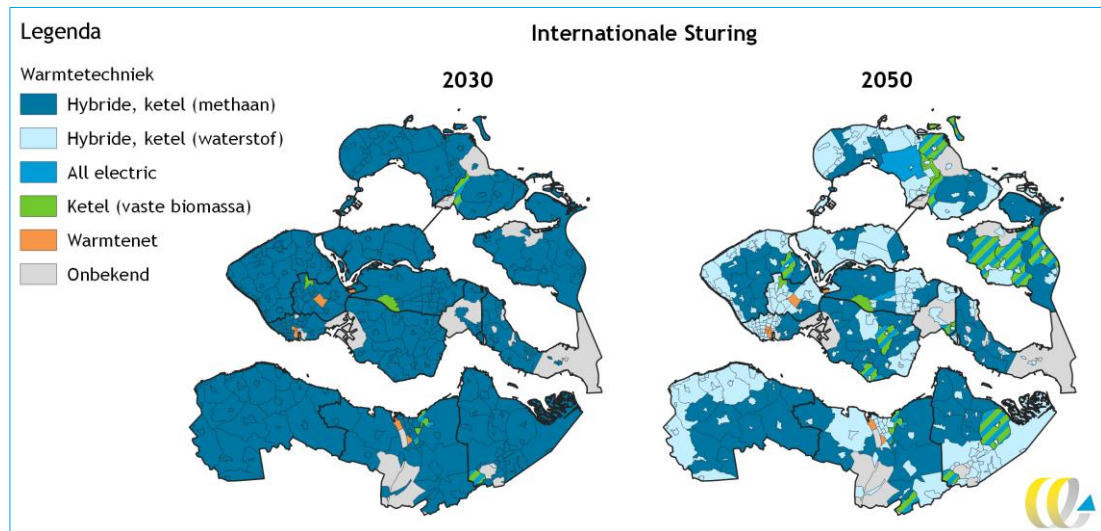 Legenda
Internationale Sturing
Warmtetechniek
Hybride, ketel (methaan)
Hybride, ketel (waterstof)
All electric
Ketel (vaste biomassa)
Warmtenet
Onbekend
2030
2050